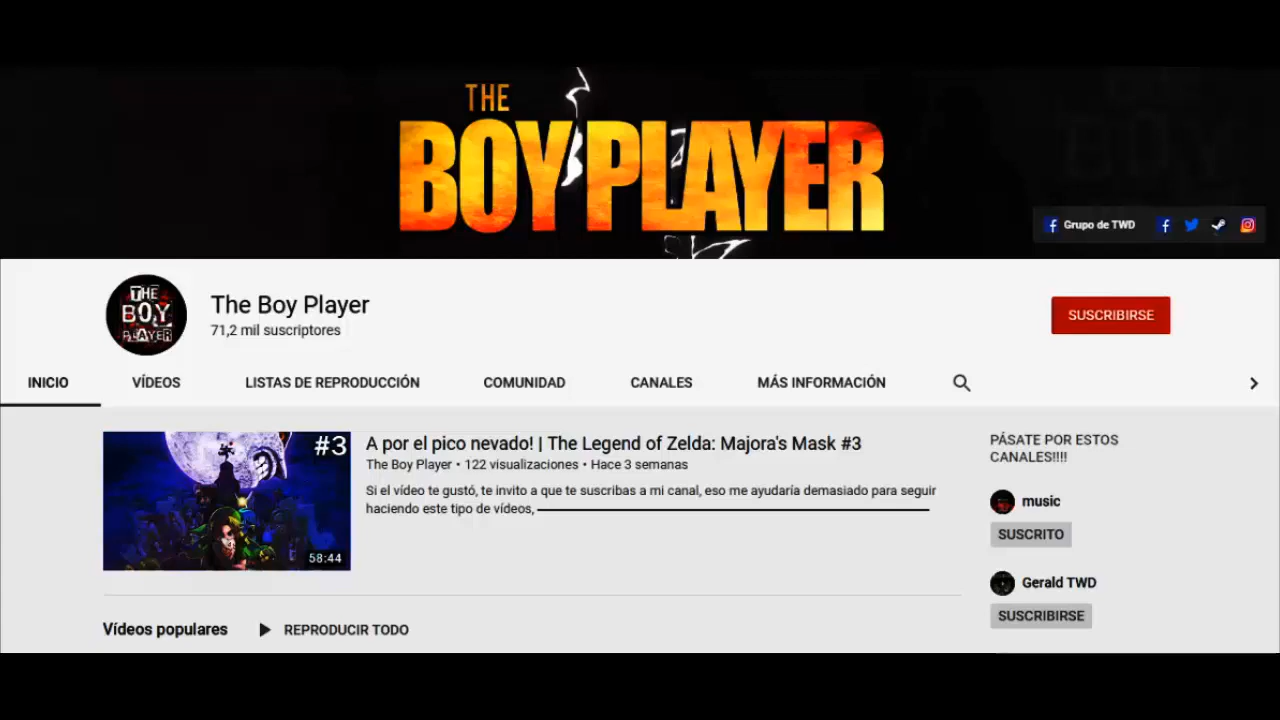 THE
BOY PLAYER
Grupo de TWD
THE
BOY
PLAYER
The Boy Player
71,2 mil suscriptores
SUSCRIBIRSE
INICIO
VÍDEOS
LISTAS DE REPRODUCCIÓN
COMUNIDAD
CANALES
MÁS INFORMACIÓN
#3
58:44
A por el pico nevado! | The Legend of Zelda: Majora's Mask #3
The Boy Player • 122 visualizaciones • Hace 3 semanas
Si el vídeo te gustó, te invito a que te suscribas a mi canal, eso me ayudaría demasiado para seguir
haciendo este tipo de vídeos,
PÁSATE POR ESTOS
CANALES!!!!
music
SUSCRITO
Gerald TWD
SUSCRIBIRSE
Vídeos populares
REPRODUCIR TODO